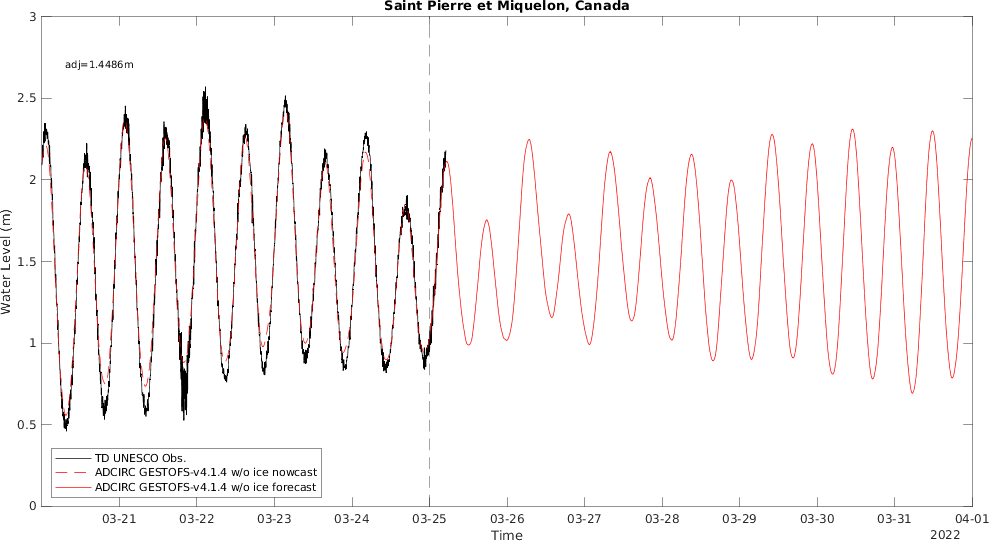 Saint Pierre et Miquelon, Canada
3
adj=1.4486m
2.5
2
1.5
1
0.5
0
Water Level (m)
TD UNESCO Obs.
ADCIRC GESTOFS-v4.1.4 w/o ice nowcast
ADCIRC GESTOFS-v4.1.4 w/o ice forecast
03-21 03-22 03-23 03-24 03-25 03-26 03-27 03-28 03-29 03-30 03-31 04-01
Time
2022